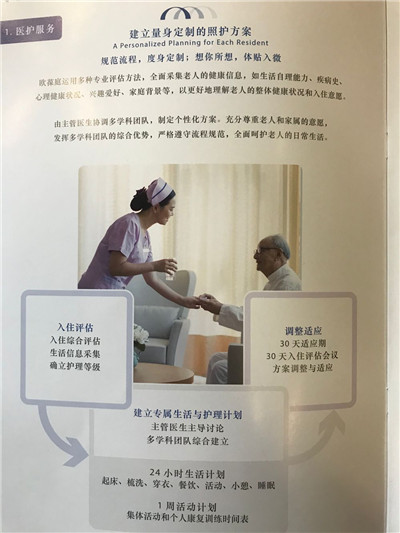 1. 医护服务
建立量身定制的照护方案
A Personalized Planning for Each Resident
规范流程，度身定制；想你所想，体贴入微
欧葆庭运用多种专业评估方法，全面采集老人的健康信息，如生活自理能力、疾病史、
心理健康状况、兴趣爱好、家庭背景等，以更好地理解老人的整体健康状况和入住意愿。
由主管医生协调多学科团队，制定个性化方案。充分尊重老人和家属的意愿，
发挥多学科团队的综合优势，严格遵守流程规范，全面呵护老人的日常生活。
入住评估
入住综合评估
生活信息采集
确立护理等级
调整适应
30 天适应期
30 天入住评估会议
方案调整与适应
建立专属生活与护理计划
主管医生主导讨论
多学科团队综合建立
24 小时生活计划
起床、梳洗、穿衣、餐饮、活动、小憩、睡眠
1 周活动计划
集体活动和个人康复训练时间表